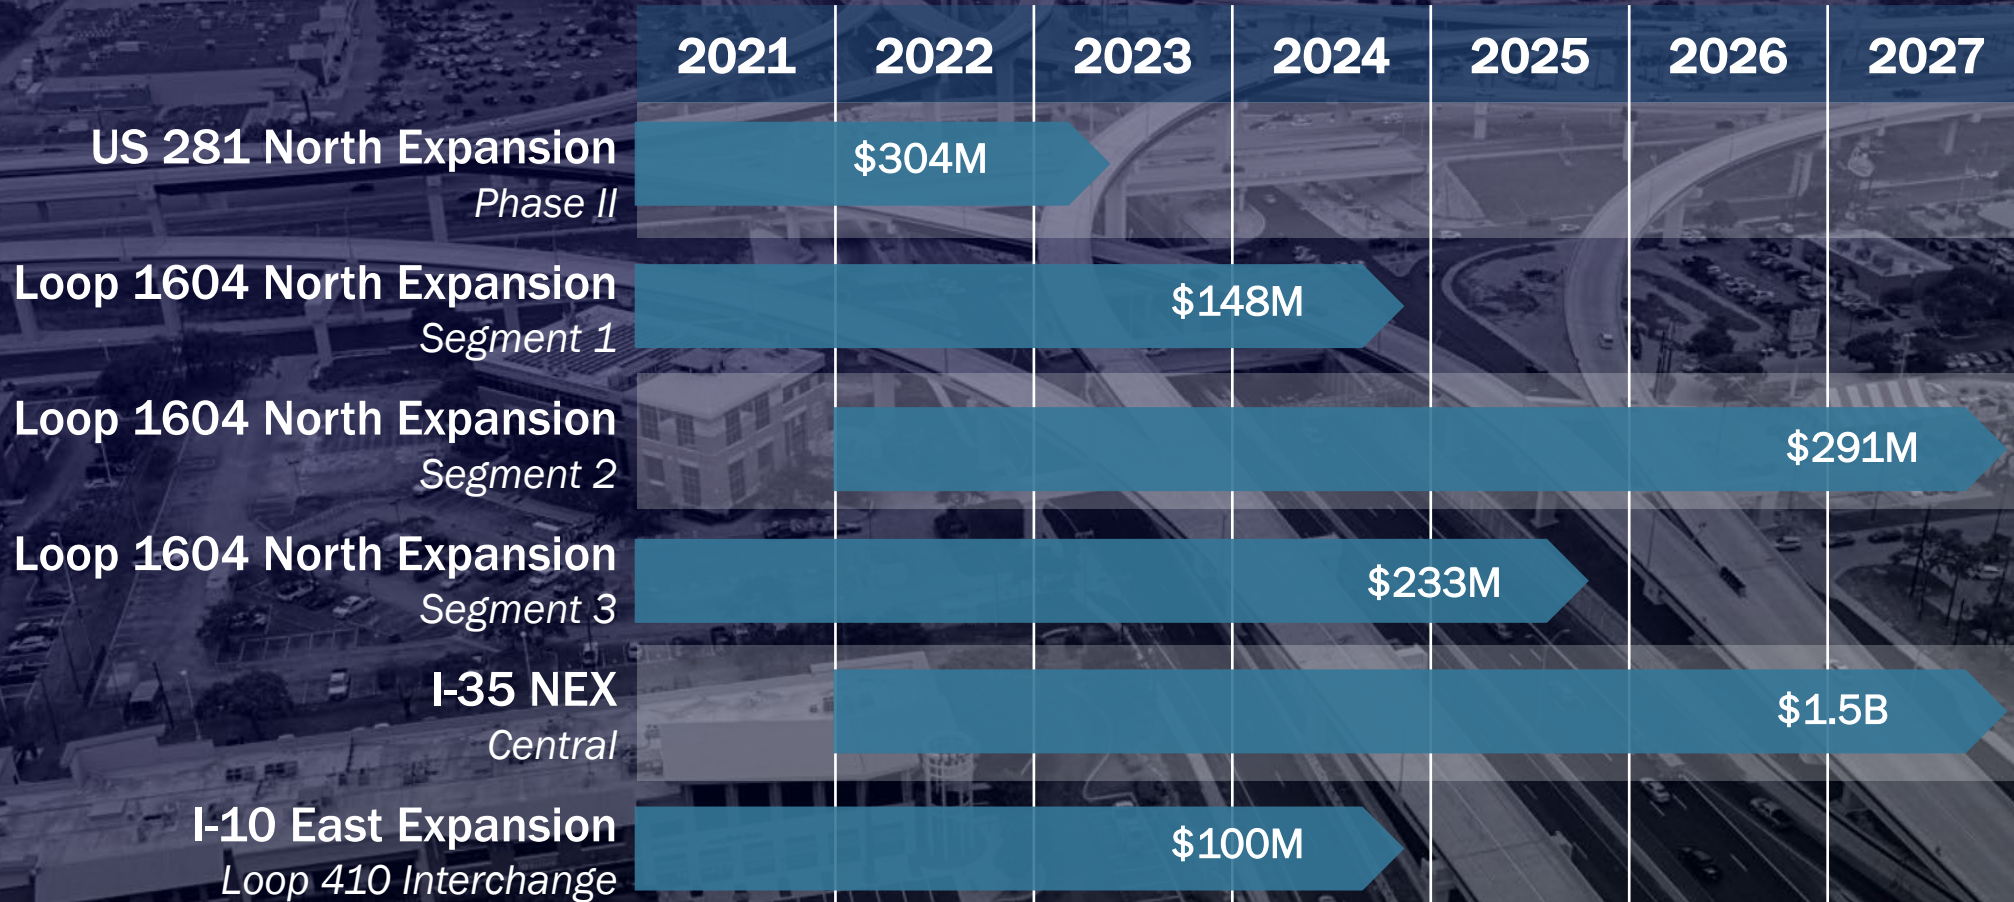 2021 2022 2023 2024 2025 2026 2027
US 281 North Expansion
Phase II
$304M
Loop 1604 North Expansion
Segment 1
$148M
Loop 1604 North Expansion
Segment 2
$291M
Loop 1604 North Expansion
Segment 3
$233M
I-35 NEX
Central
$1.5B
I-10 East Expansion
Loop 410 Interchange
$100M